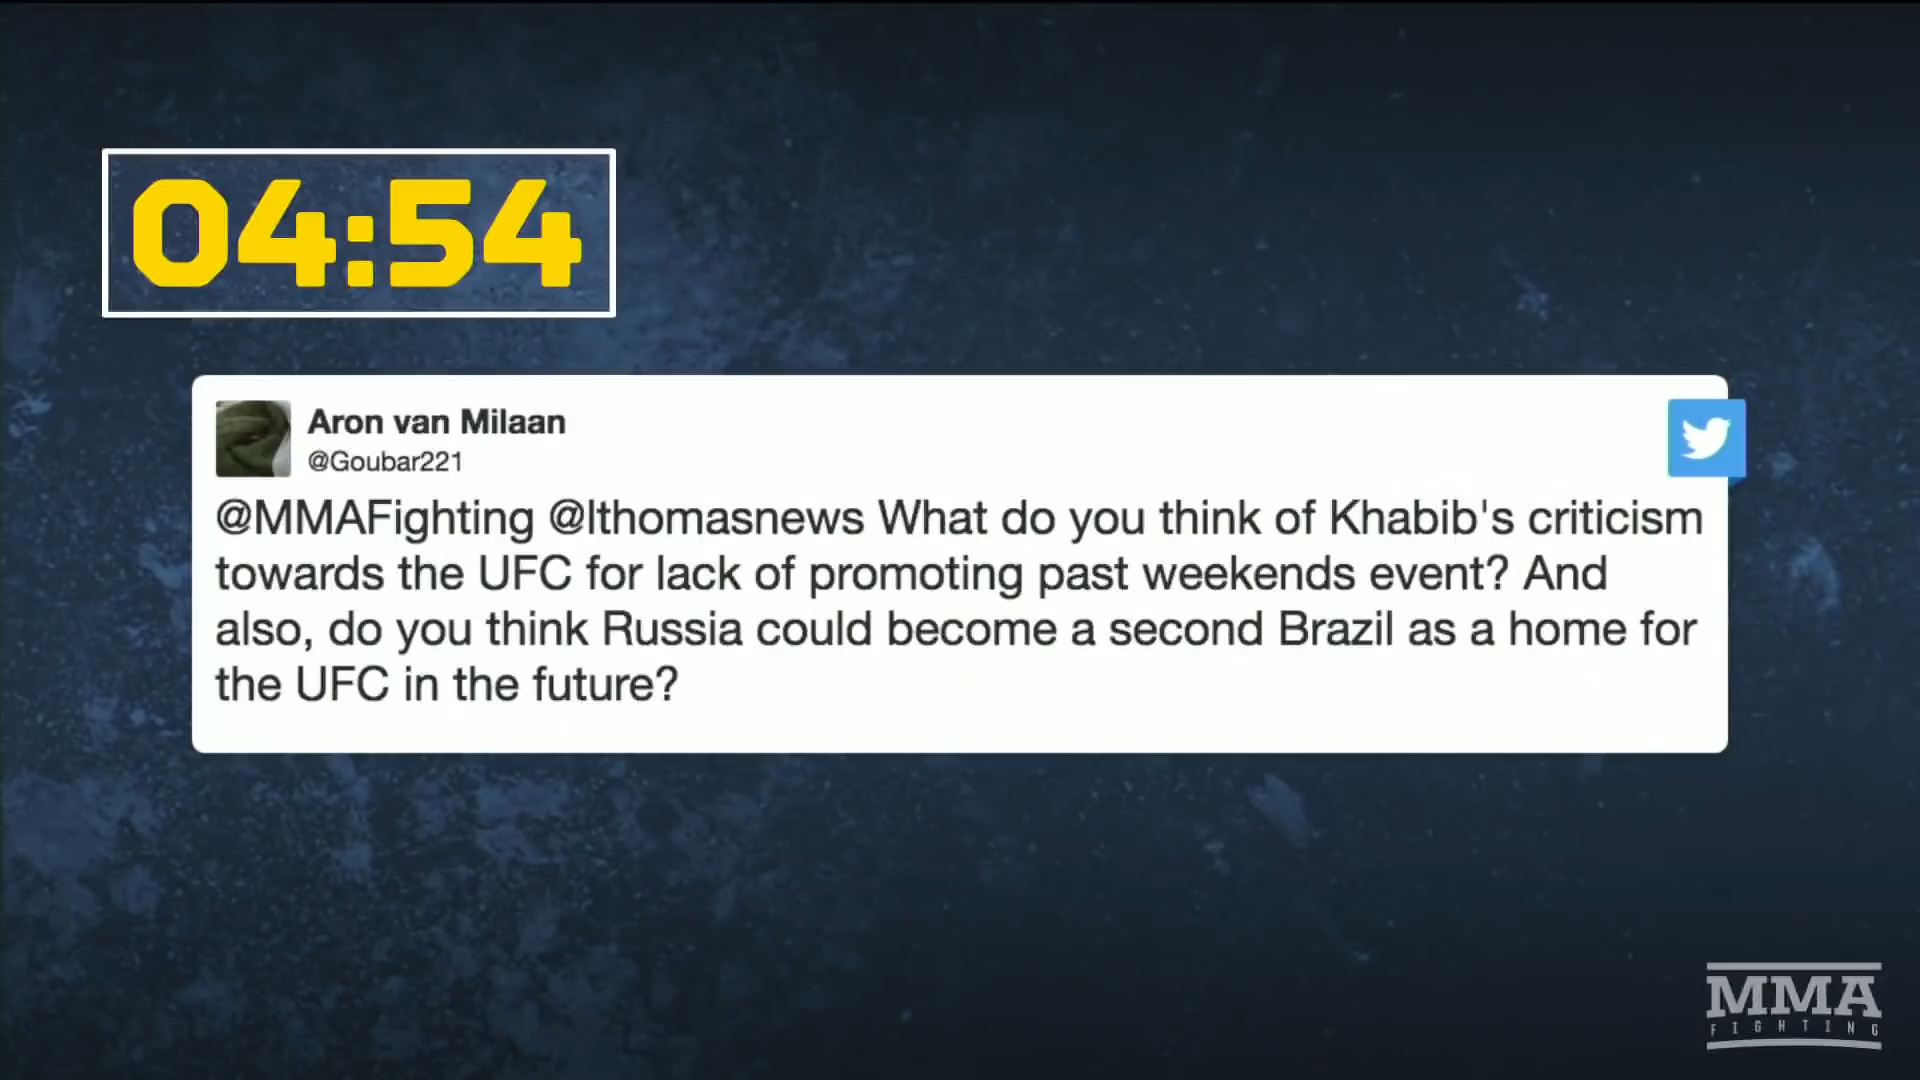 04:54
Aron van Milaan
@Goubar221
@MMAFighting @lthomasnews What do you think of Khabib's criticism
towards the UFC for lack of promoting past weekends event? And
also, do you think Russia could become a second Brazil as a home for
the UFC in the future?
MMA
FIGHTING